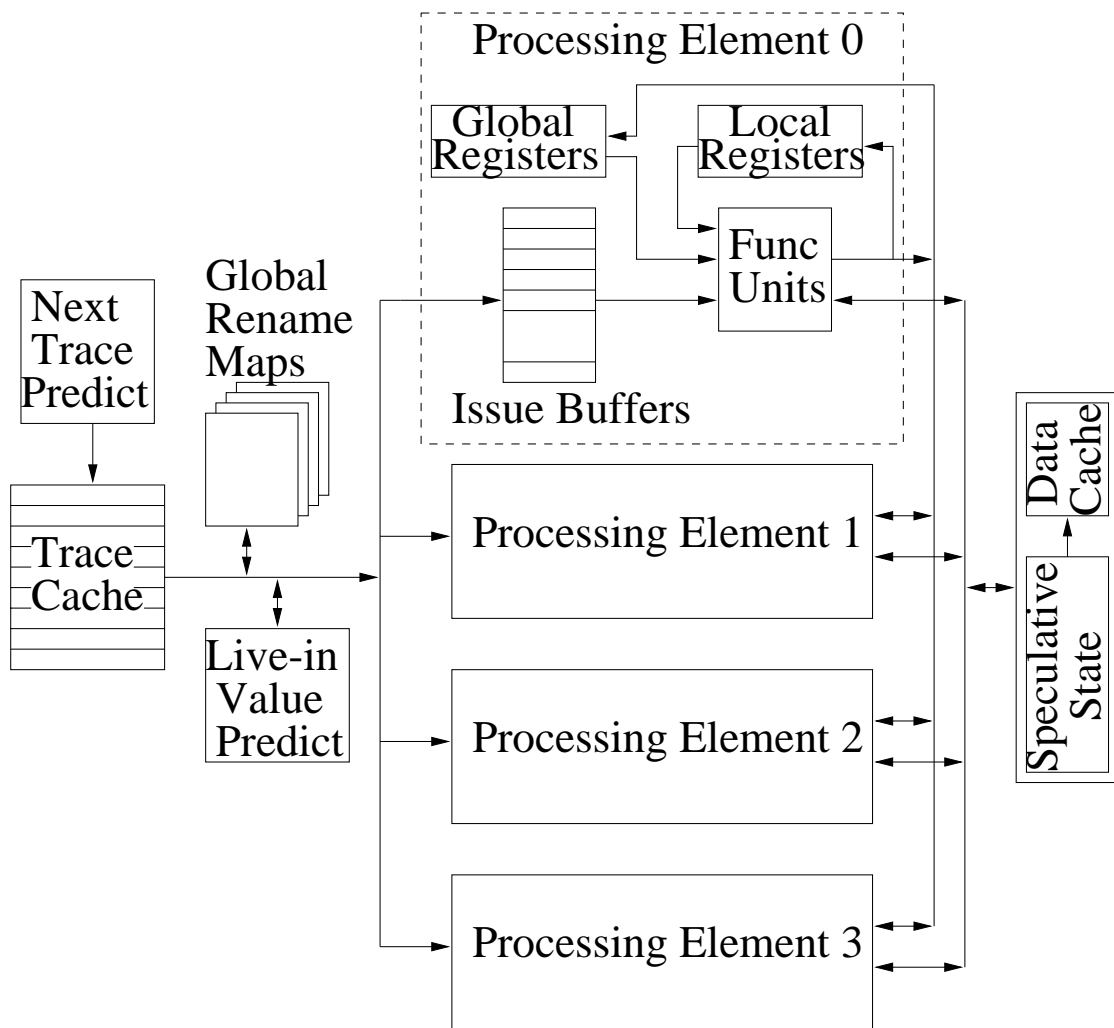 Processing Element 0
Global
Registers
Local
Registers
Func
Units
Issue Buffers
Next
Trace
Predict
Global
Rename
Maps
Trace
Cache
Live-in
Value
Predict
Processing Element 1
Processing Element 2
Processing Element 3
Data
Cache
Speculative
State